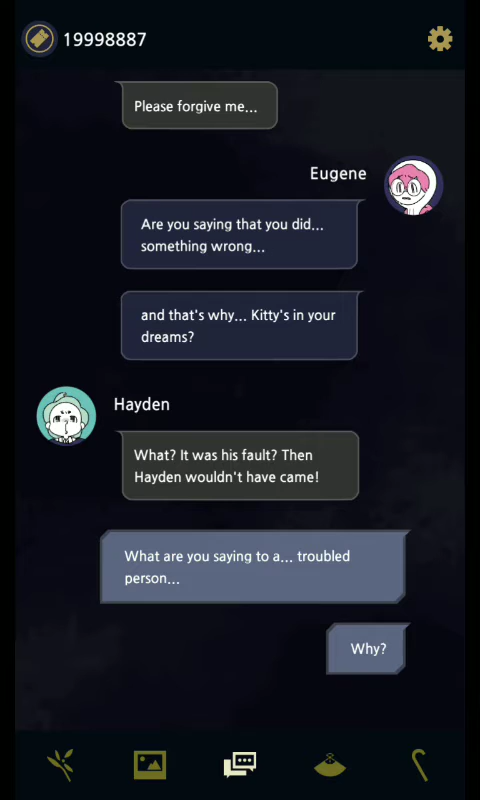 19998887
Please forgive me...
Eugene
Are you saying that you did...
something wrong...
and that's why... Kitty's in your
dreams?
Hayden
What? It was his fault? Then
Hayden wouldn't have came!
What are you saying to a... troubled
person...
Why?